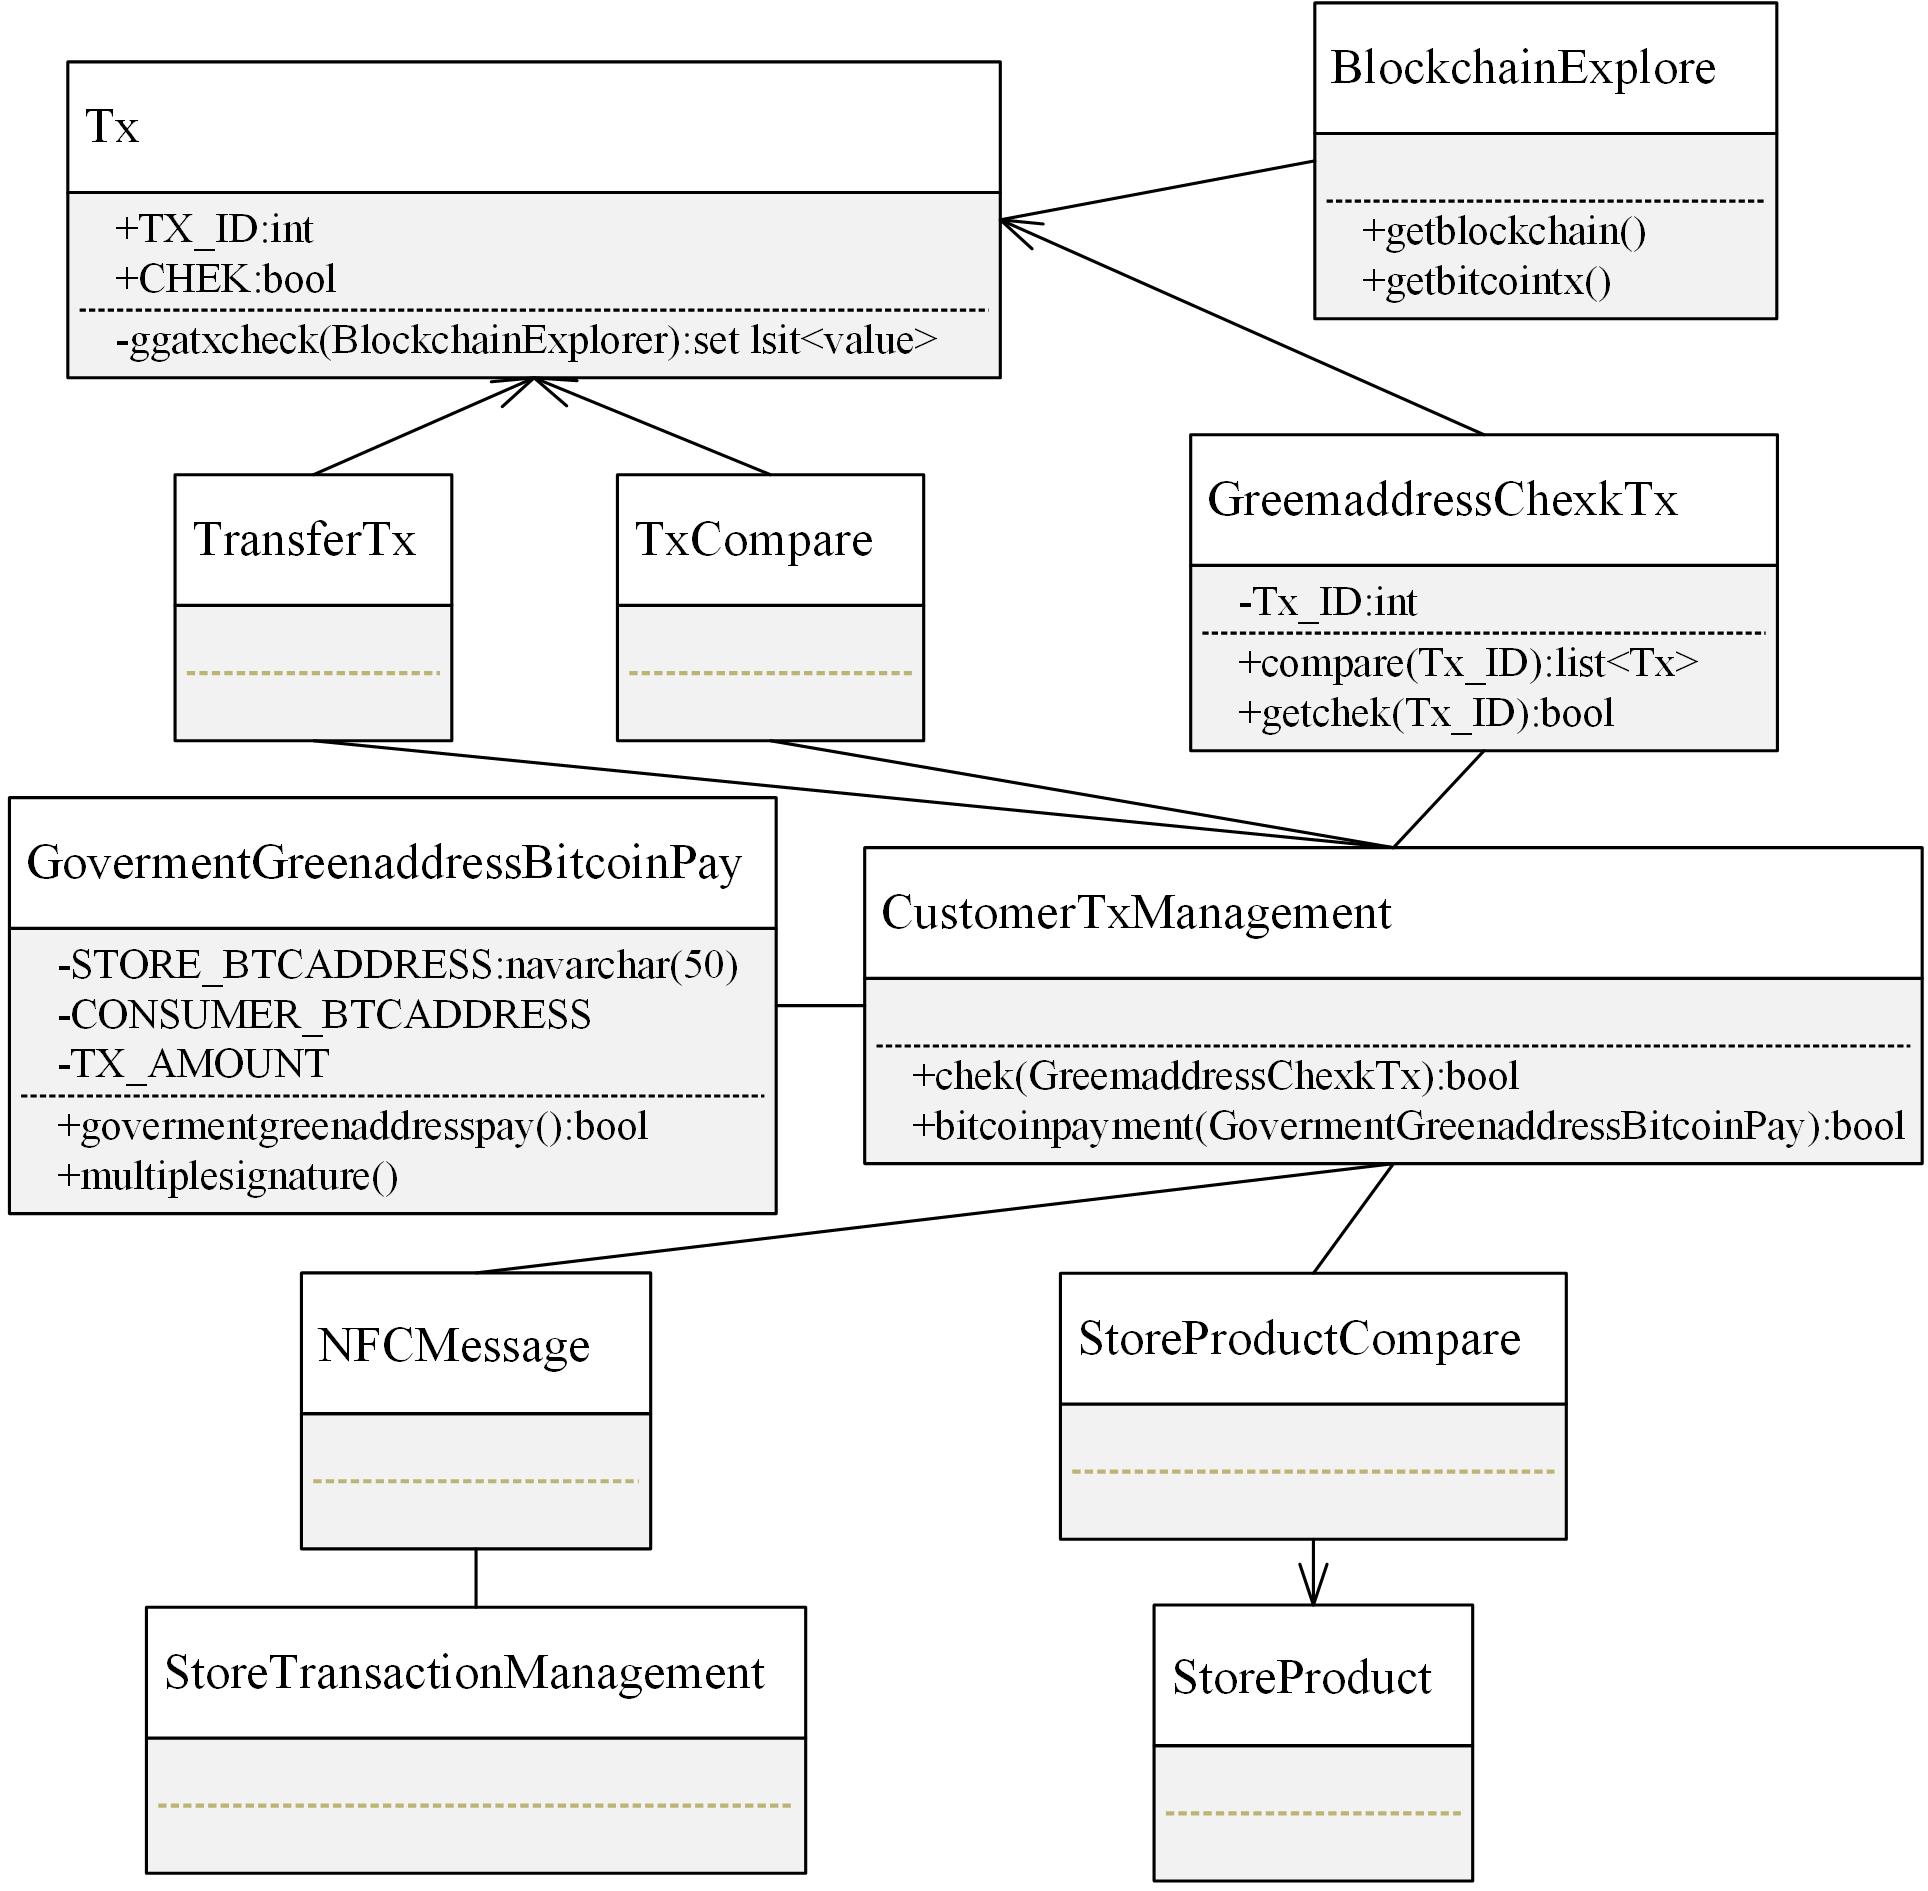 BlockchainExplore
+getblockchain()
+getbitcointx()
Tx
+TX_ID:int
+CHEK:bool
-ggatxcheck(BlockchainExplorer):set lsit<value>
TransferTx
TxCompare
GreemaddressChexkTx
-Tx_ID:int
+compare(Tx_ID):list<Tx>
+getchek(Tx_ID):bool
GovermentGreenaddressBitcoinPay
-STORE_BTCADDRESS:navarchar(50)
-CONSUMER_BTCADDRESS
-TX_AMOUNT
+govermentgreenaddresspay():bool
+multiplesignature()
CustomerTxManagement
+chek(GreemaddressChexkTx):bool
+bitcoinpayment(GovermentGreenaddressBitcoinPay):bool
NFCMessage
StoreProductCompare
StoreTransactionManagement
StoreProduct